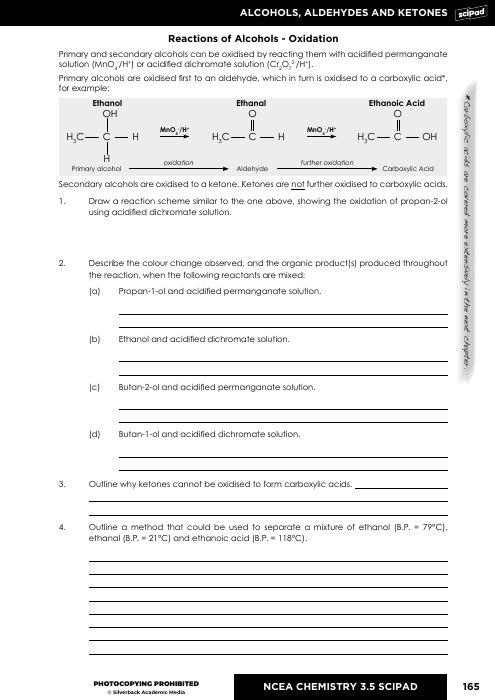 ALCOHOLS, ALDEHYDES AND KETONES scipad
Reactions of Alcohols - Oxidation
Primary and secondary alcohols can be oxidised by reacting them with acidified permanganate
solution (MnO₄⁻/H⁺) or acidified dichromate solution (Cr₂O₇²⁻/H⁺).
Primary alcohols are oxidised first to an aldehyde, which in turn is oxidised to a carboxylic acid*,
for example:
Ethanol Ethanal Ethanoic Acid
OH O O
H₃C C H MnO₄⁻/H⁺ H₃C C H MnO₄⁻/H⁺ H₃C C OH
H
Primary alcohol oxidation Aldehyde further oxidation Carboxylic Acid
Secondary alcohols are oxidised to a ketone. Ketones are not further oxidised to carboxylic acids.
1. Draw a reaction scheme similar to the one above, showing the oxidation of propan-2-ol
using acidified dichromate solution.
2. Describe the colour change observed, and the organic product(s) produced throughout
the reaction, when the following reactants are mixed:
(a) Propan-1-ol and acidified permanganate solution.
(b) Ethanol and acidified dichromate solution.
(c) Butan-2-ol and acidified permanganate solution.
(d) Butan-1-ol and acidified dichromate solution.
3. Outline why ketones cannot be oxidised to form carboxylic acids.
4. Outline a method that could be used to separate a mixture of ethanol (B.P. = 79°C),
ethanal (B.P. = 21°C) and ethanoic acid (B.P. = 118°C).
* Carboxylic acids are covered more extensively in the next chapter.
PHOTOCOPYING PROHIBITED
© Silverback Academic Media
NCEA CHEMISTRY 3.5 SCIPAD
165